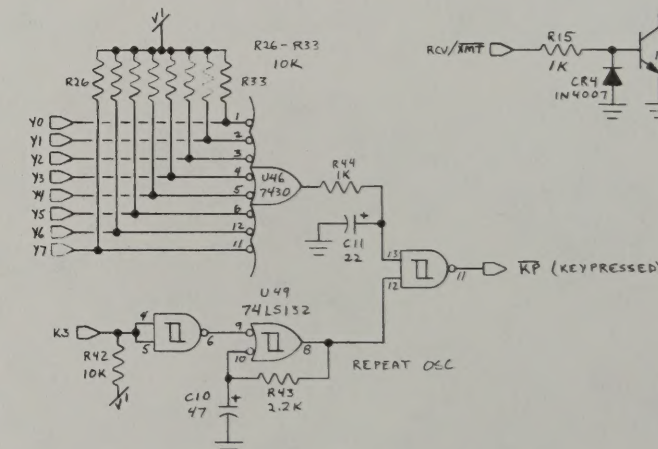 V1
R26-R33
10K
R26
R33
RCV/XMT
R15
1K
CR4
1N4007
Y0
Y1
Y2
Y3
Y4
Y5
Y6
Y7
1
2
3
4
5
6
12
11
U46
7430
R44
1K
C11
22
+
13
12
11
KP (KEYPRESSED)
U49
74LS132
K3
4
5
6
9
10
8
R42
10K
V1
C10
47
+
R43
2.2K
REPEAT OSC